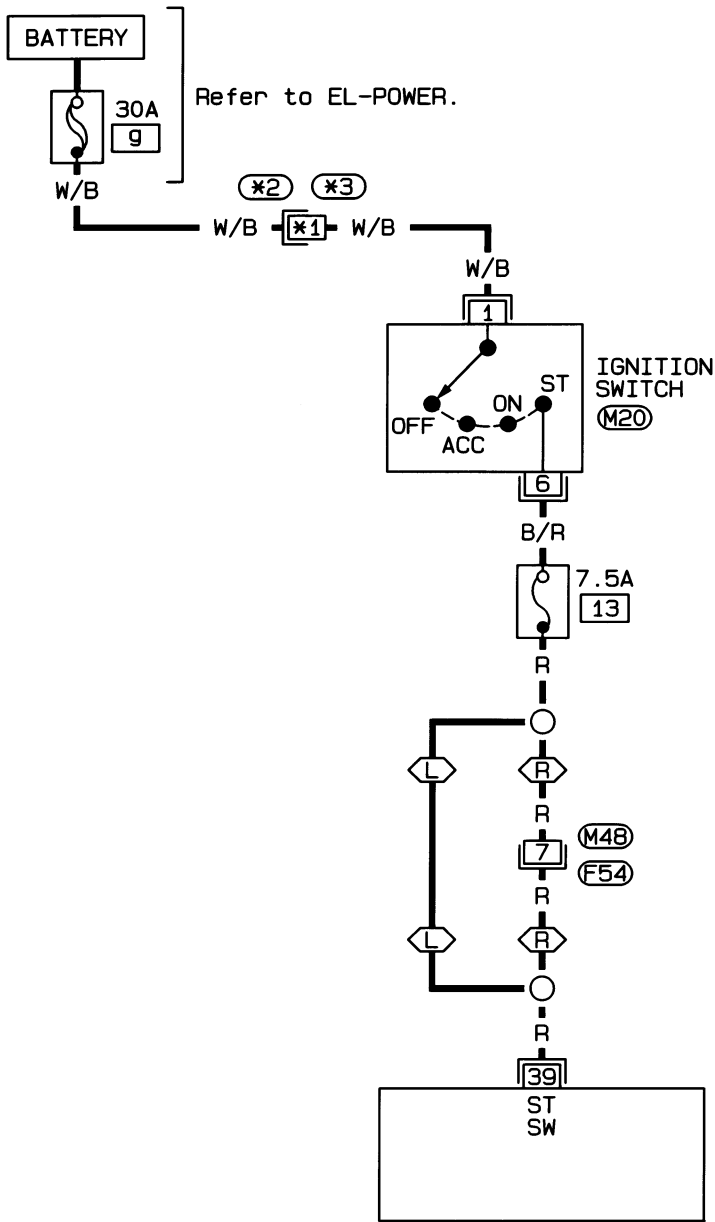 BATTERY
30A
g
Refer to EL-POWER.
W/B
*2
*3
W/B
*1
W/B
W/B
1
IGNITION
SWITCH
M20
ST
ON
OFF
ACC
6
B/R
7.5A
13
R
L
R
R
7
M48
F54
R
L
R
R
39
ST
SW